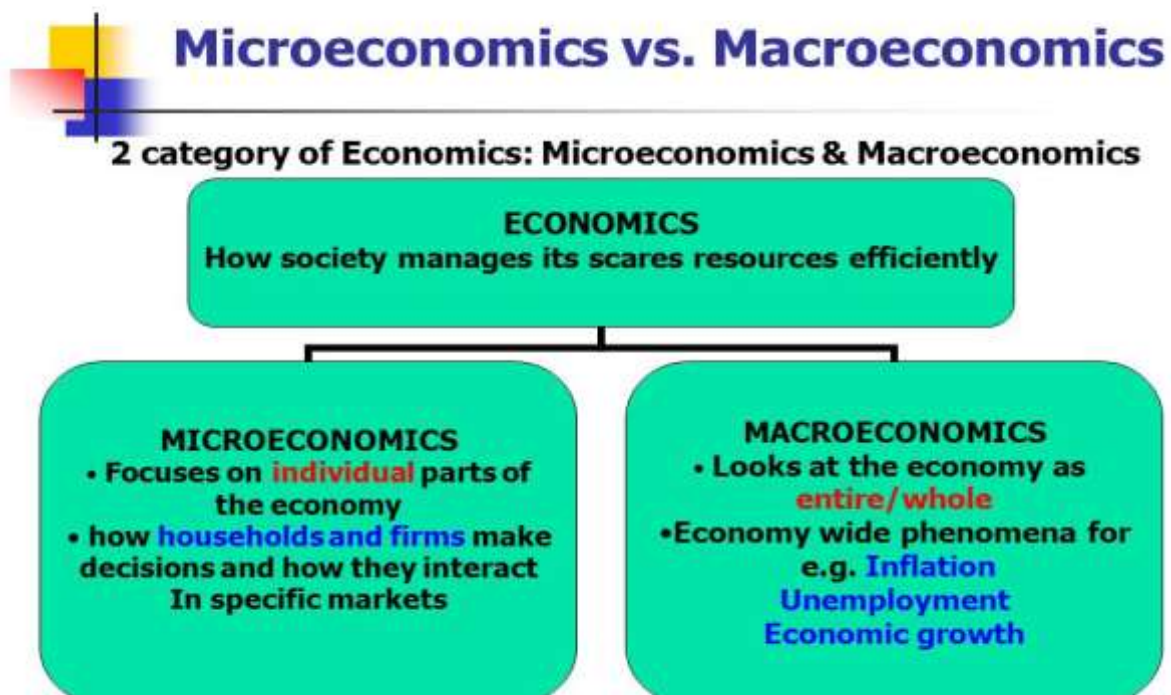 Microeconomics vs. Macroeconomics
2 category of Economics: Microeconomics & Macroeconomics
ECONOMICS
How society manages its scares resources efficiently
MICROECONOMICS
• Focuses on individual parts of
the economy
• how households and firms make
decisions and how they interact
In specific markets
MACROECONOMICS
• Looks at the economy as
entire/whole
•Economy wide phenomena for
e.g. Inflation
Unemployment
Economic growth